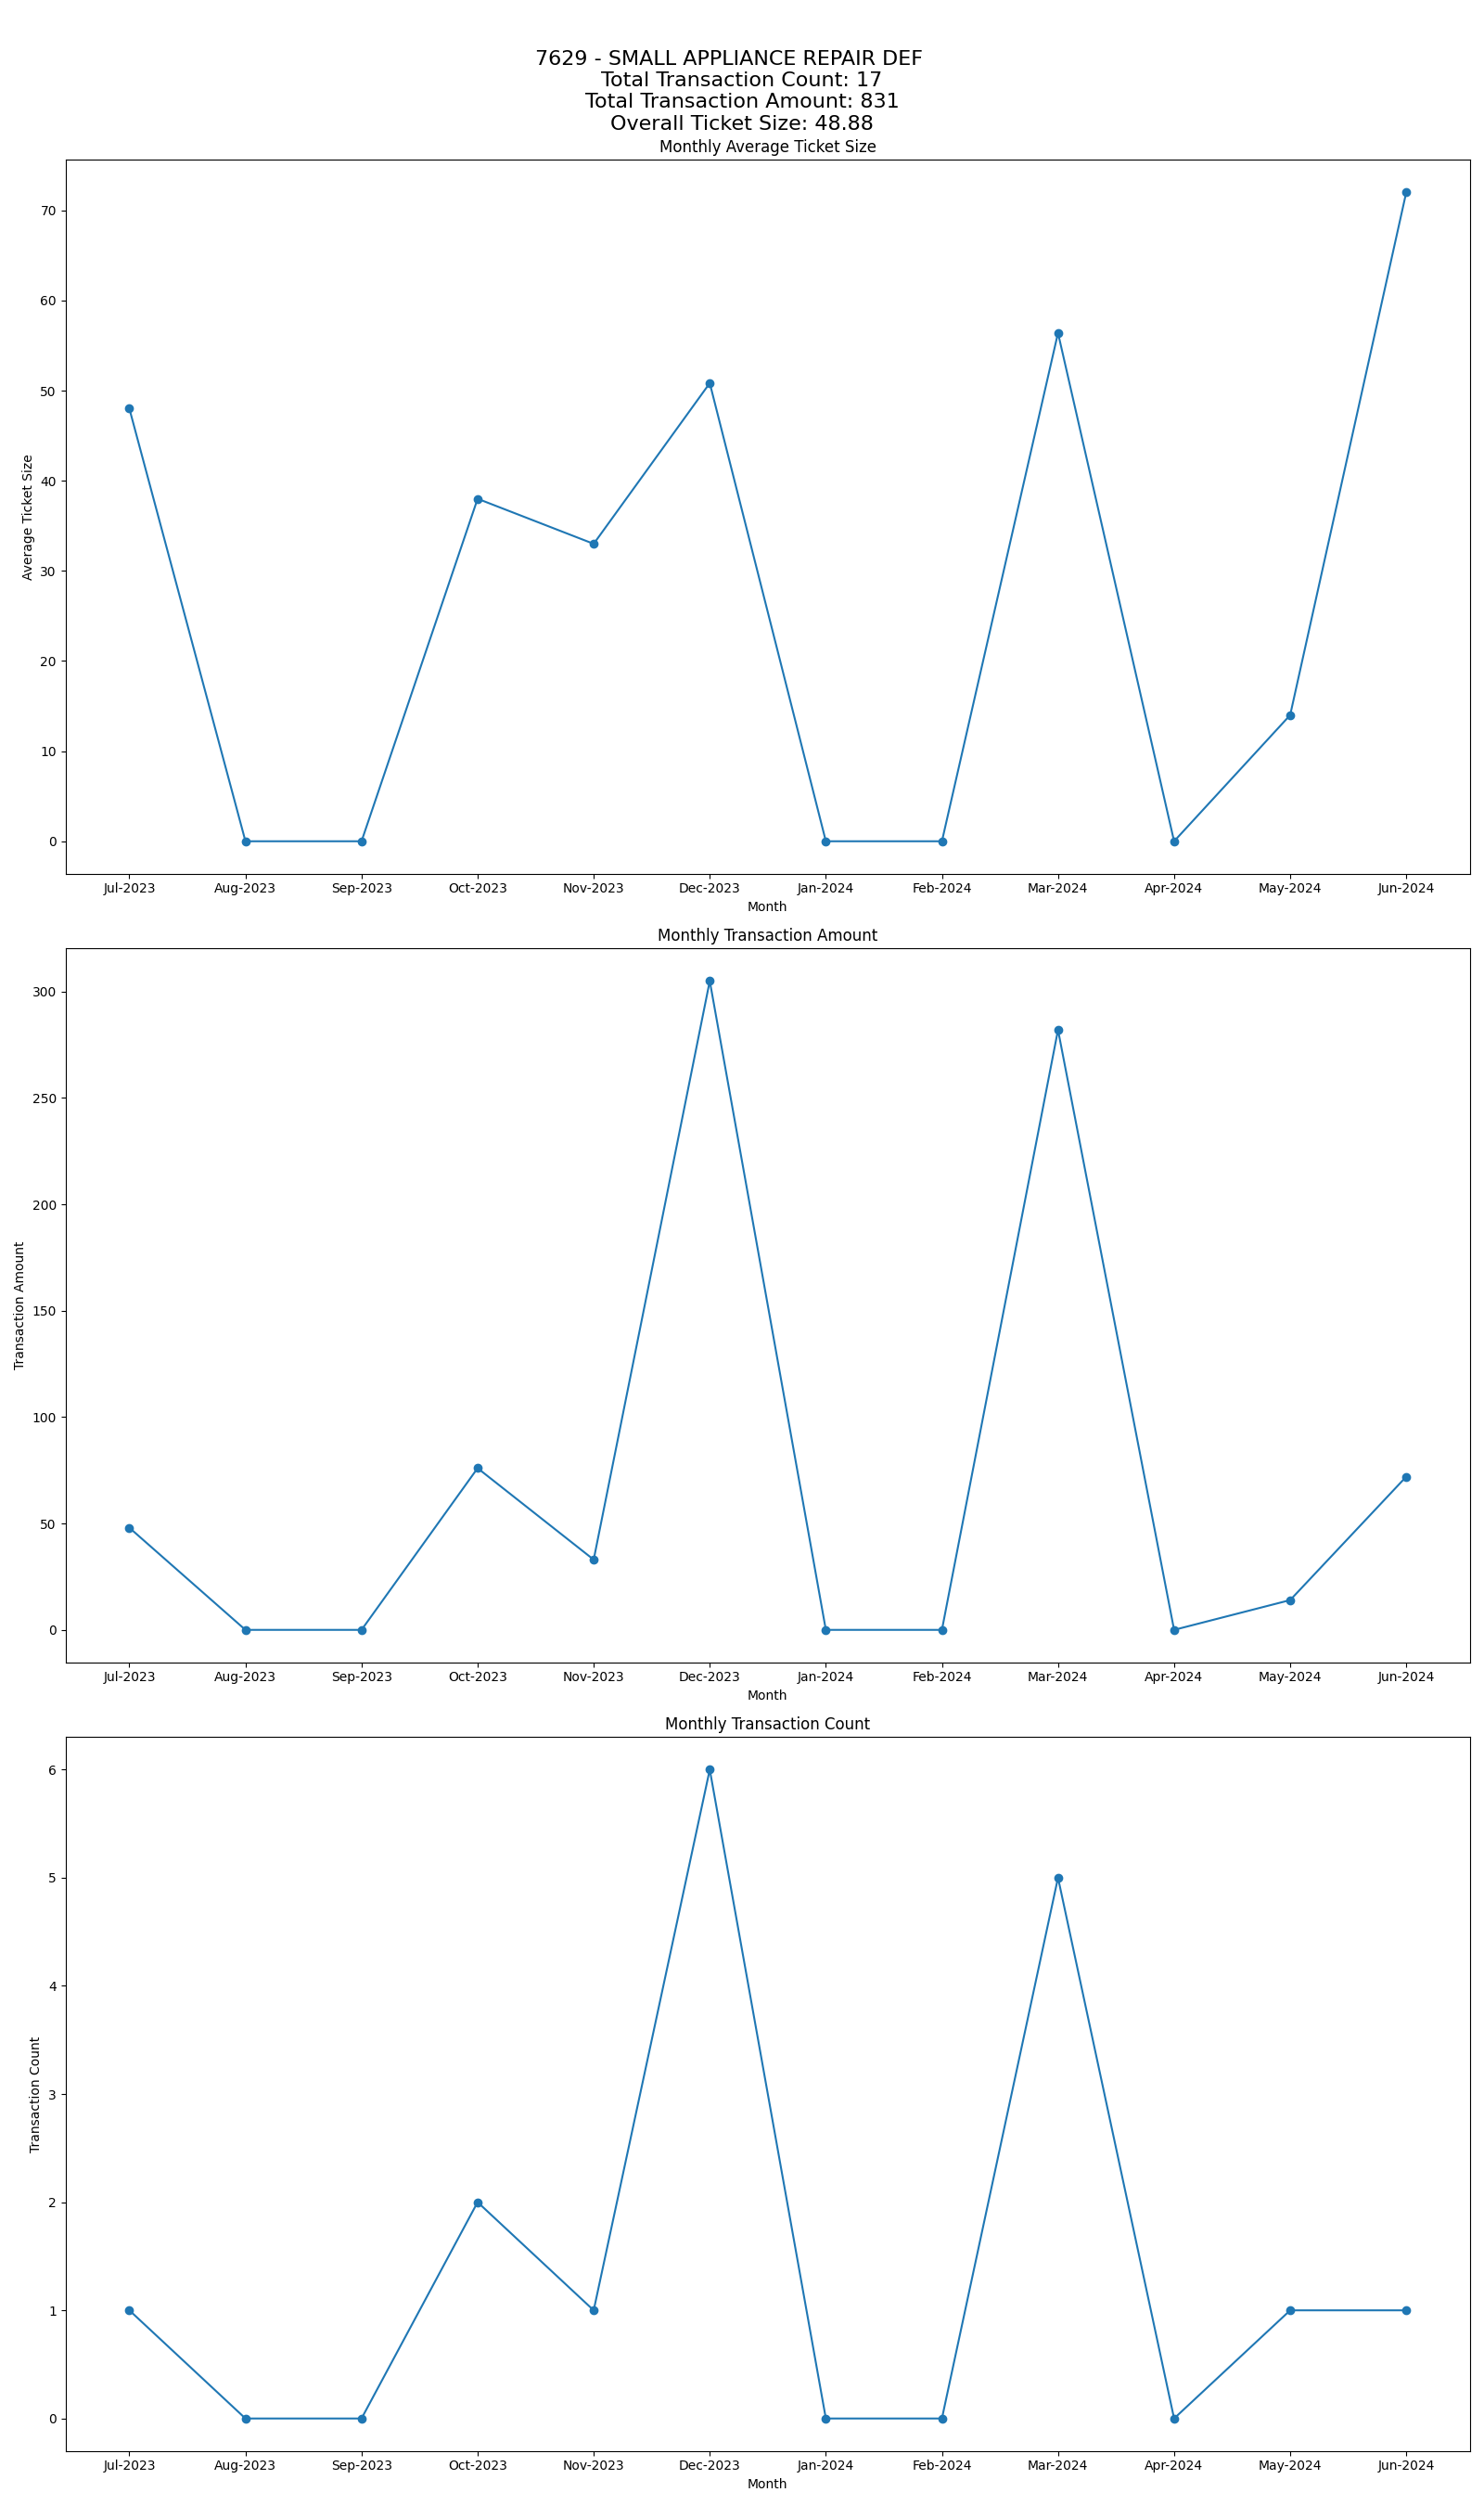 7629 - SMALL APPLIANCE REPAIR DEF
Total Transaction Count: 17
Total Transaction Amount: 831
Overall Ticket Size: 48.88
Monthly Average Ticket Size
Average Ticket Size
70
60
50
40
30
20
10
0
Jul-2023 Aug-2023 Sep-2023 Oct-2023 Nov-2023 Dec-2023 Jan-2024 Feb-2024 Mar-2024 Apr-2024 May-2024 Jun-2024
Month
Monthly Transaction Amount
Transaction Amount
300
250
200
150
100
50
0
Jul-2023 Aug-2023 Sep-2023 Oct-2023 Nov-2023 Dec-2023 Jan-2024 Feb-2024 Mar-2024 Apr-2024 May-2024 Jun-2024
Month
Monthly Transaction Count
Transaction Count
6
5
4
3
2
1
0
Jul-2023 Aug-2023 Sep-2023 Oct-2023 Nov-2023 Dec-2023 Jan-2024 Feb-2024 Mar-2024 Apr-2024 May-2024 Jun-2024
Month